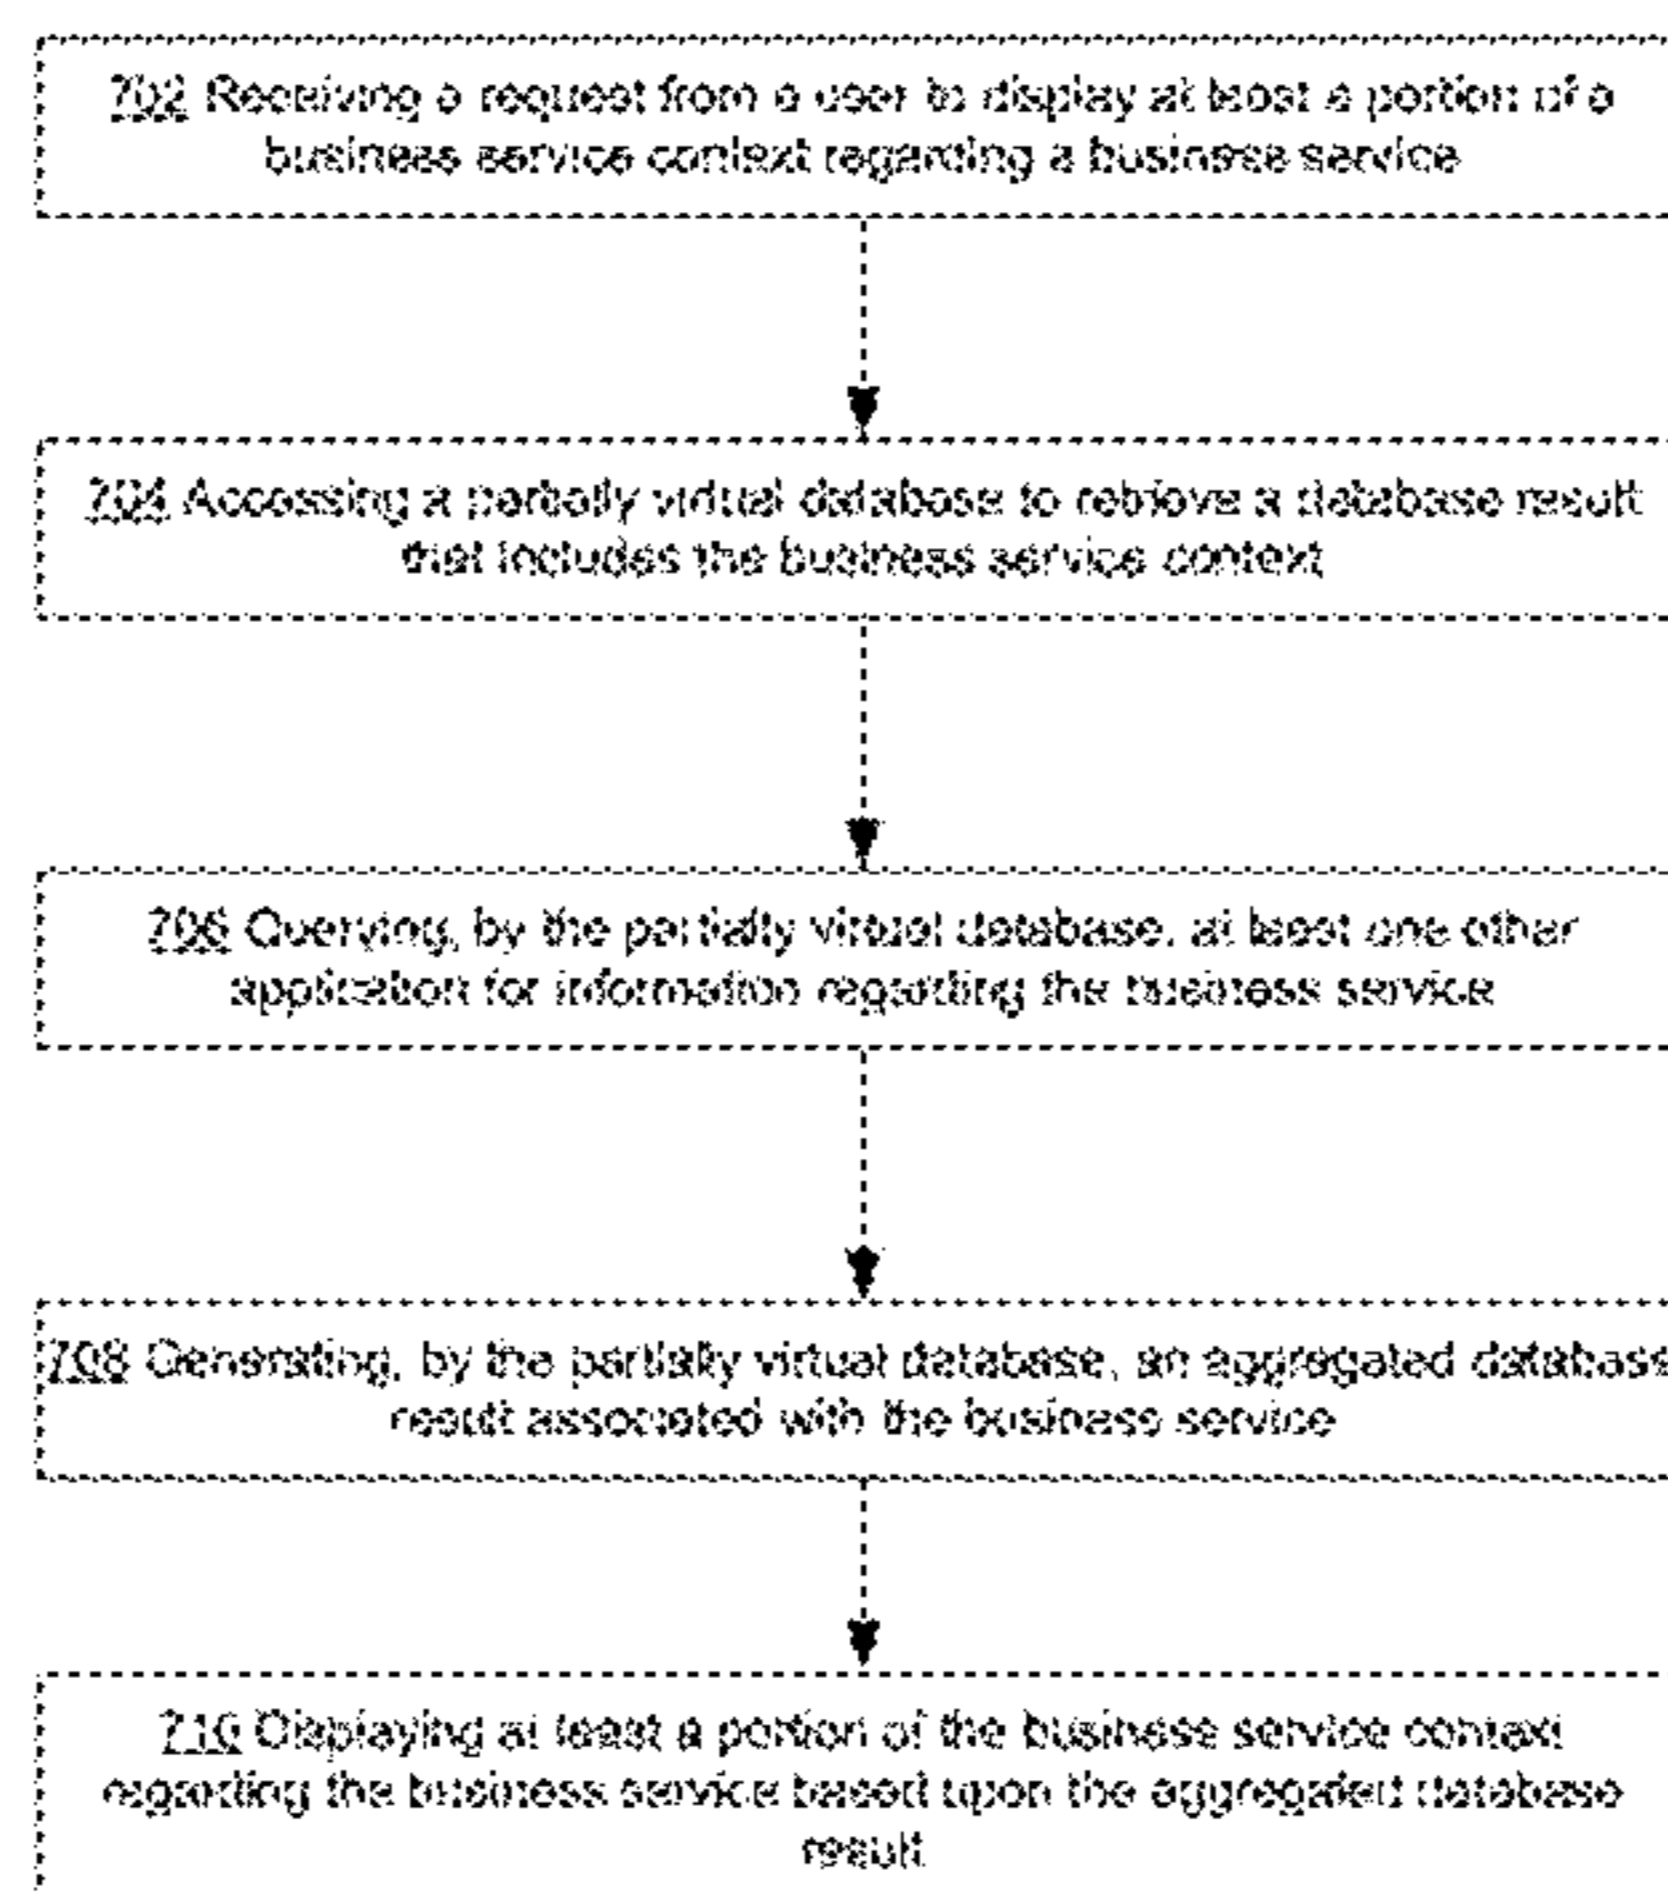 702 Receiving a request from a user to display at least a portion of a
business service context regarding a business service
704 Accessing a partially virtual database to retrieve a database result
that includes the business service context
706 Querying, by the partially virtual database, at least one other
application for information regarding the business service
708 Generating, by the partially virtual database, an aggregated database
result associated with the business service
710 Displaying at least a portion of the business service context
regarding the business service based upon the aggregated database
result